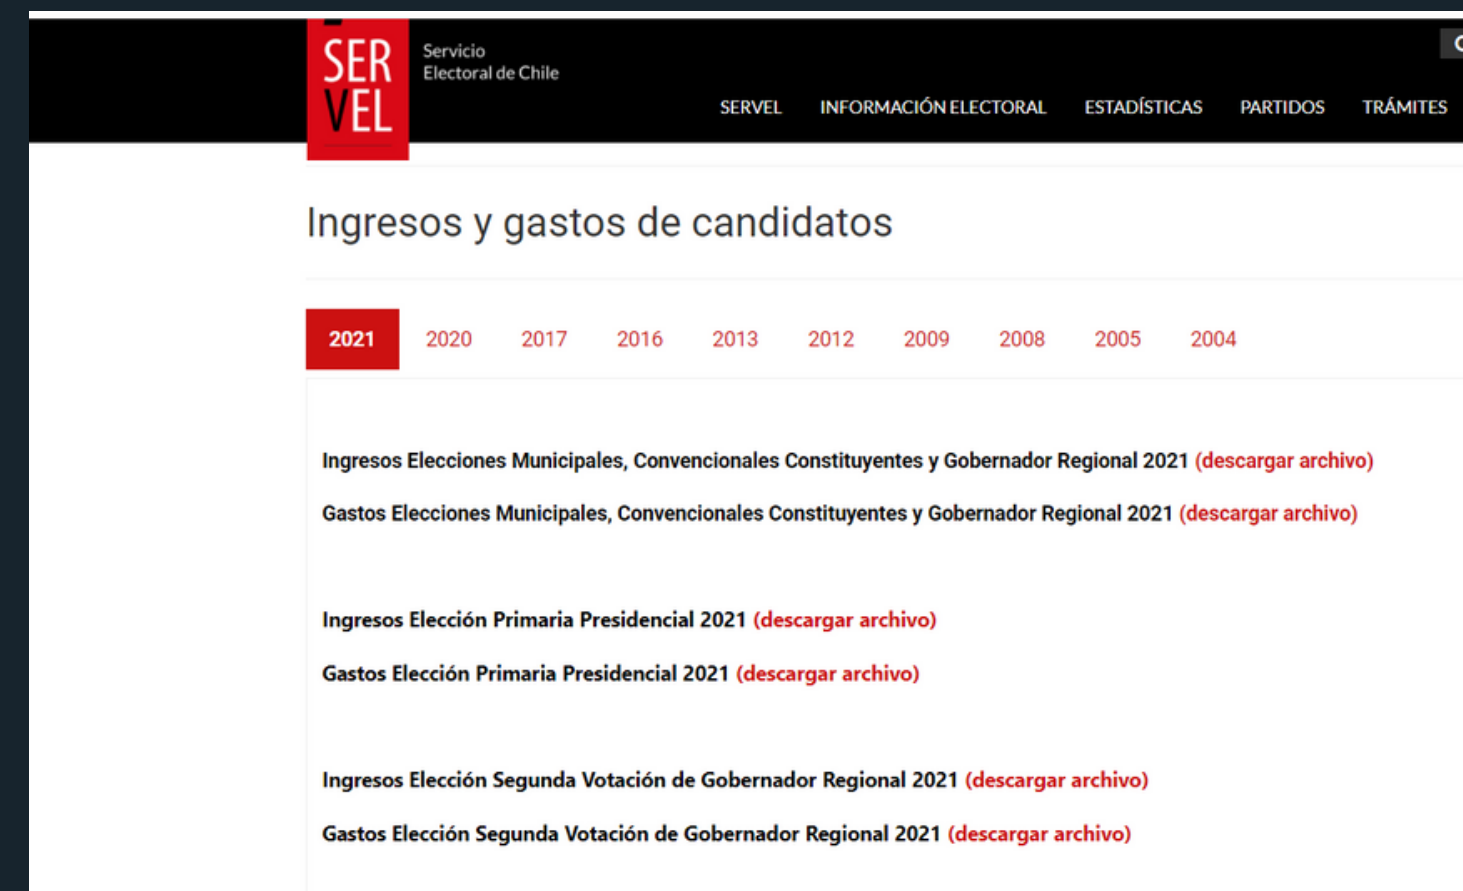 SER
VEL
Servicio
Electoral de Chile
SERVEL INFORMACIÓN ELECTORAL ESTADÍSTICAS PARTIDOS TRÁMITES
Ingresos y gastos de candidatos
2021 2020 2017 2016 2013 2012 2009 2008 2005 2004
Ingresos Elecciones Municipales, Convencionales Constituyentes y Gobernador Regional 2021 (descargar archivo)
Gastos Elecciones Municipales, Convencionales Constituyentes y Gobernador Regional 2021 (descargar archivo)
Ingresos Elección Primaria Presidencial 2021 (descargar archivo)
Gastos Elección Primaria Presidencial 2021 (descargar archivo)
Ingresos Elección Segunda Votación de Gobernador Regional 2021 (descargar archivo)
Gastos Elección Segunda Votación de Gobernador Regional 2021 (descargar archivo)